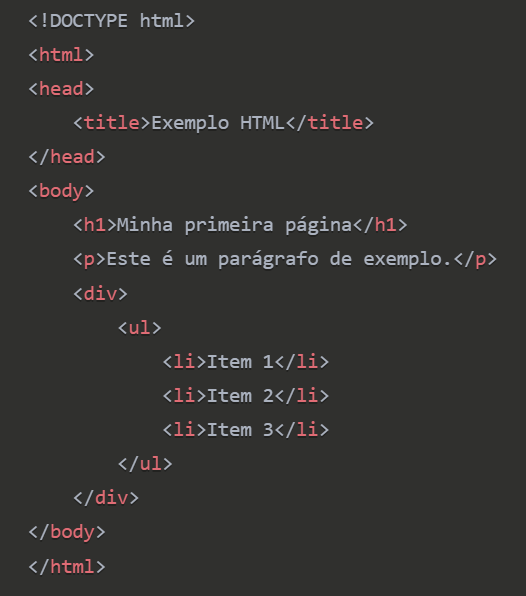 <!DOCTYPE html>
<html>
<head>
    <title>Exemplo HTML</title>
</head>
<body>
    <h1>Minha primeira página</h1>
    <p>Este é um parágrafo de exemplo.</p>
    <div>
        <ul>
            <li>Item 1</li>
            <li>Item 2</li>
            <li>Item 3</li>
        </ul>
    </div>
</body>
</html>